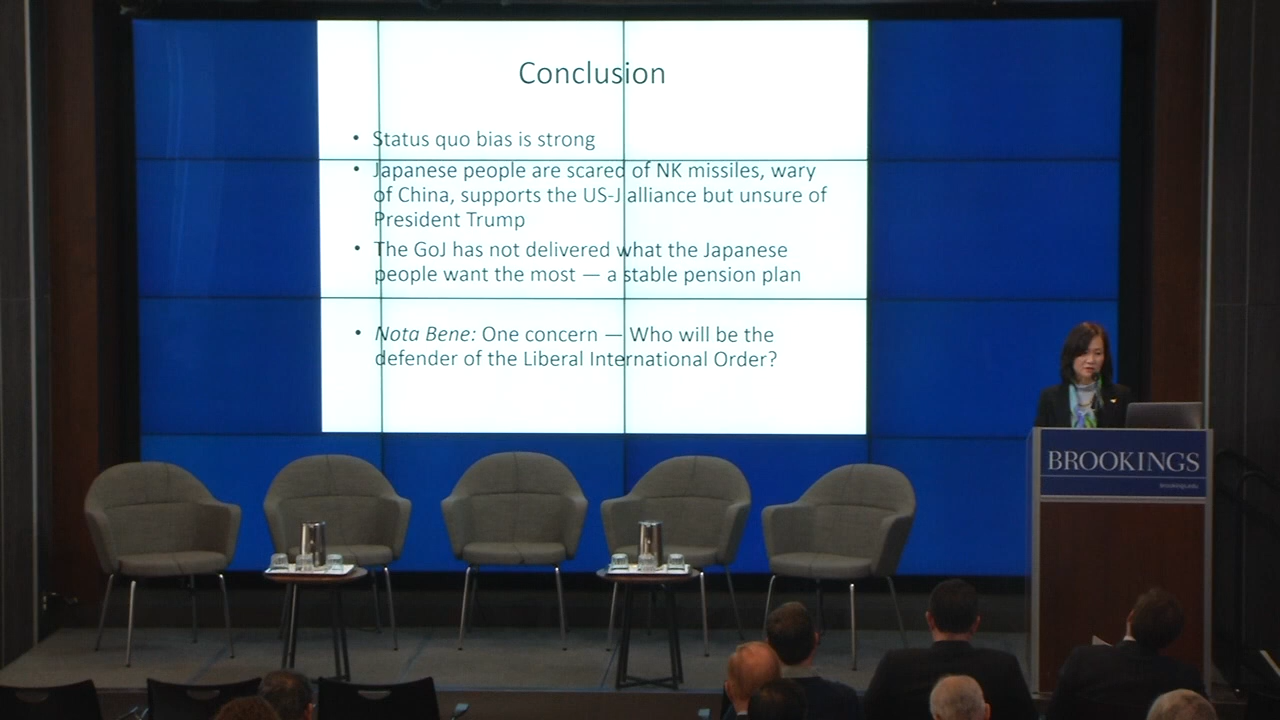 Conclusion
• Status quo bias is strong
• Japanese people are scared of NK missiles, wary
of China, supports the US-J alliance but unsure of
President Trump
• The GoJ has not delivered what the Japanese
people want the most — a stable pension plan
• Nota Bene: One concern — Who will be the
defender of the Liberal International Order?
BROOKINGS
brookings.edu